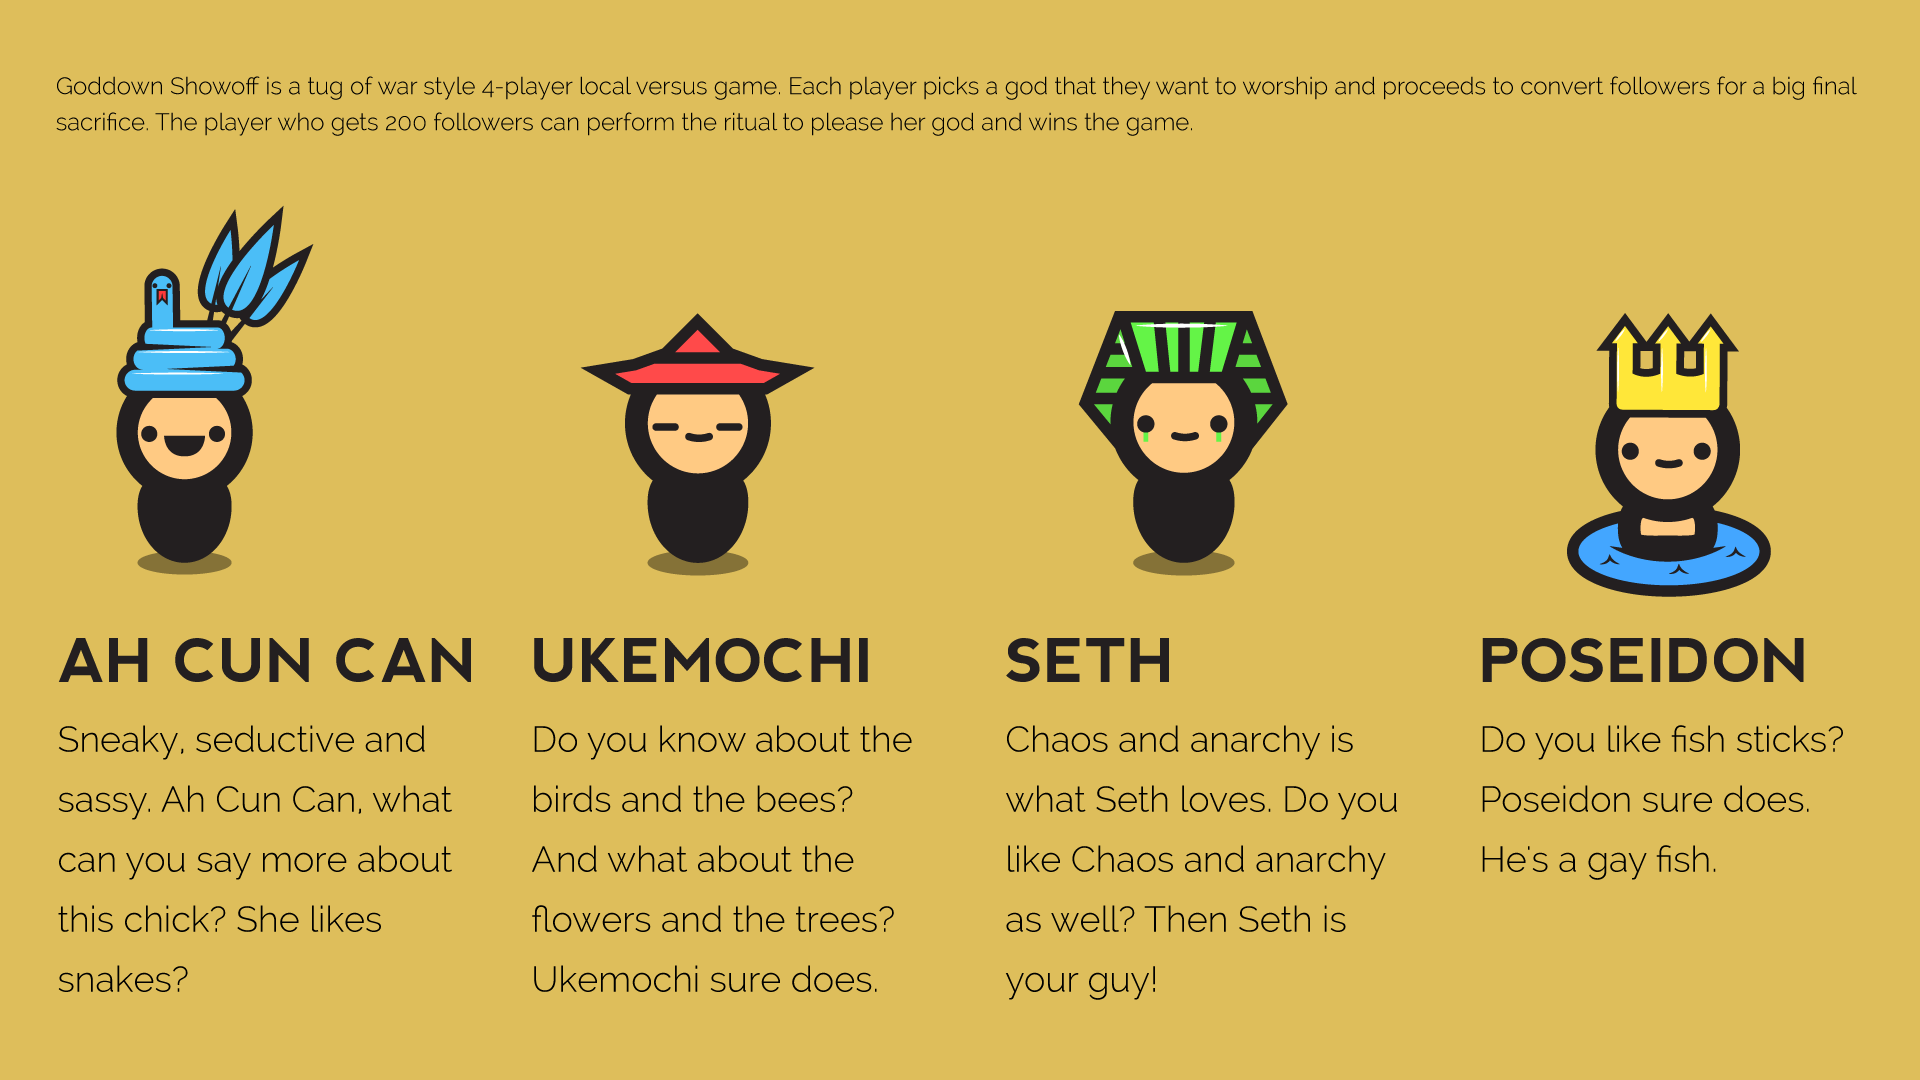 Goddown Showoff is a tug of war style 4-player local versus game. Each player picks a god that they want to worship and proceeds to convert followers for a big final
sacrifice. The player who gets 200 followers can perform the ritual to please her god and wins the game.
AH CUN CAN
Sneaky, seductive and
sassy. Ah Cun Can, what
can you say more about
this chick? She likes
snakes?
UKEMOCHI
Do you know about the
birds and the bees?
And what about the
flowers and the trees?
Ukemochi sure does.
SETH
Chaos and anarchy is
what Seth loves. Do you
like Chaos and anarchy
as well? Then Seth is
your guy!
POSEIDON
Do you like fish sticks?
Poseidon sure does.
He's a gay fish.